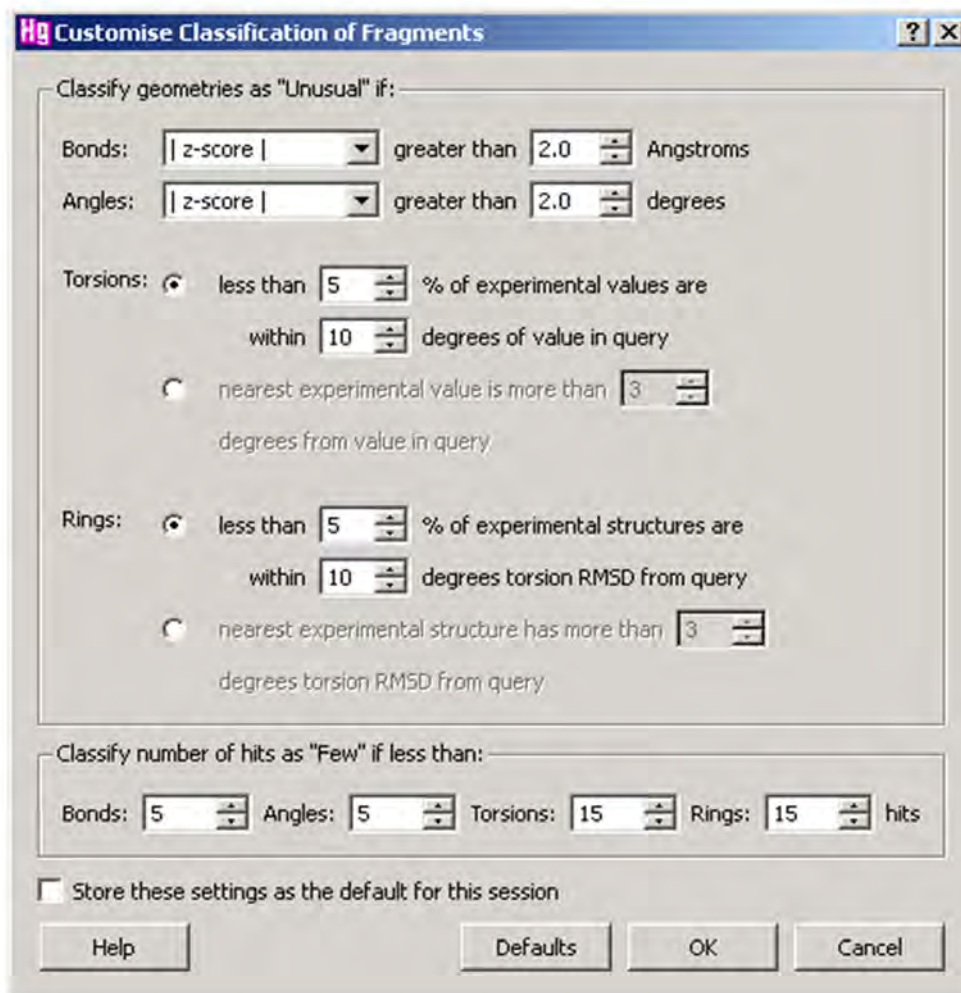 Hg Customise Classification of Fragments ? X
Classify geometries as "Unusual" if:
Bonds: | z-score | greater than 2.0 Angstroms
Angles: | z-score | greater than 2.0 degrees
Torsions: less than 5 % of experimental values are
within 10 degrees of value in query
nearest experimental value is more than 3
degrees from value in query
Rings: less than 5 % of experimental structures are
within 10 degrees torsion RMSD from query
nearest experimental structure has more than 3
degrees torsion RMSD from query
Classify number of hits as "Few" if less than:
Bonds: 5 Angles: 5 Torsions: 15 Rings: 15 hits
Store these settings as the default for this session
Help Defaults OK Cancel